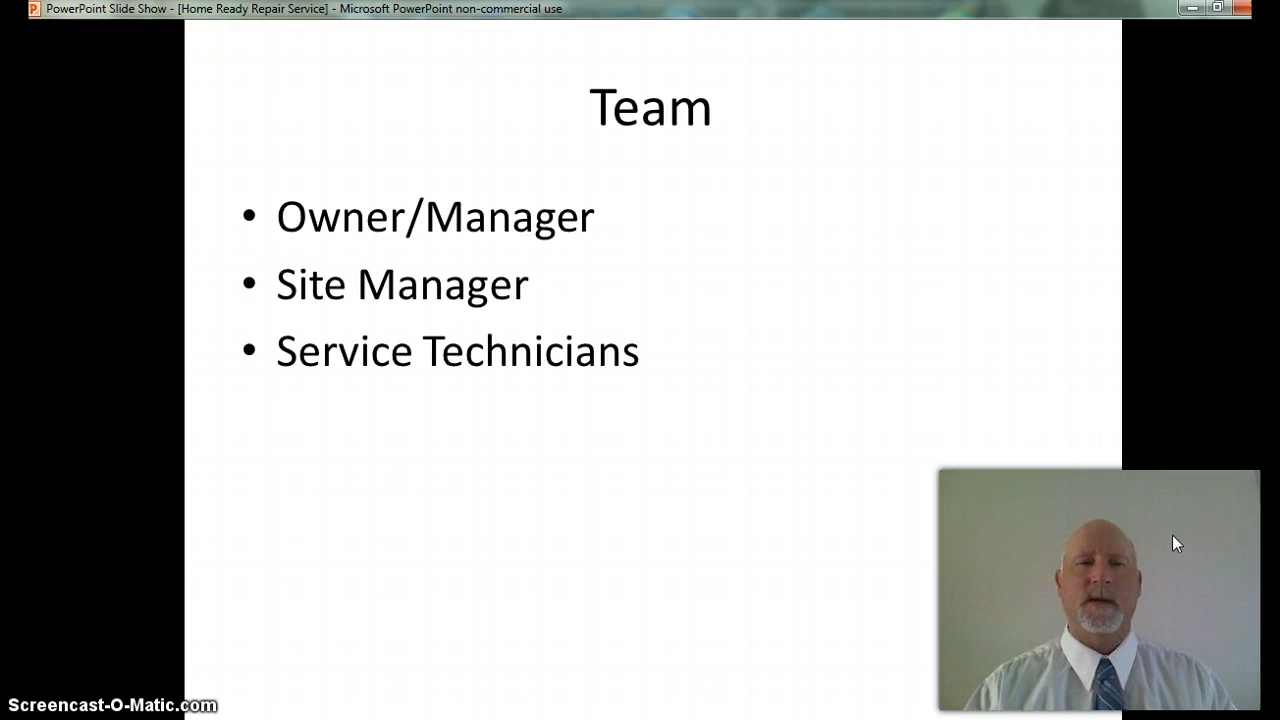 PowerPoint Slide Show - [Home Ready Repair Service] - Microsoft PowerPoint non-commercial use
Team
• Owner/Manager
• Site Manager
• Service Technicians
Screencast-O-Matic.com